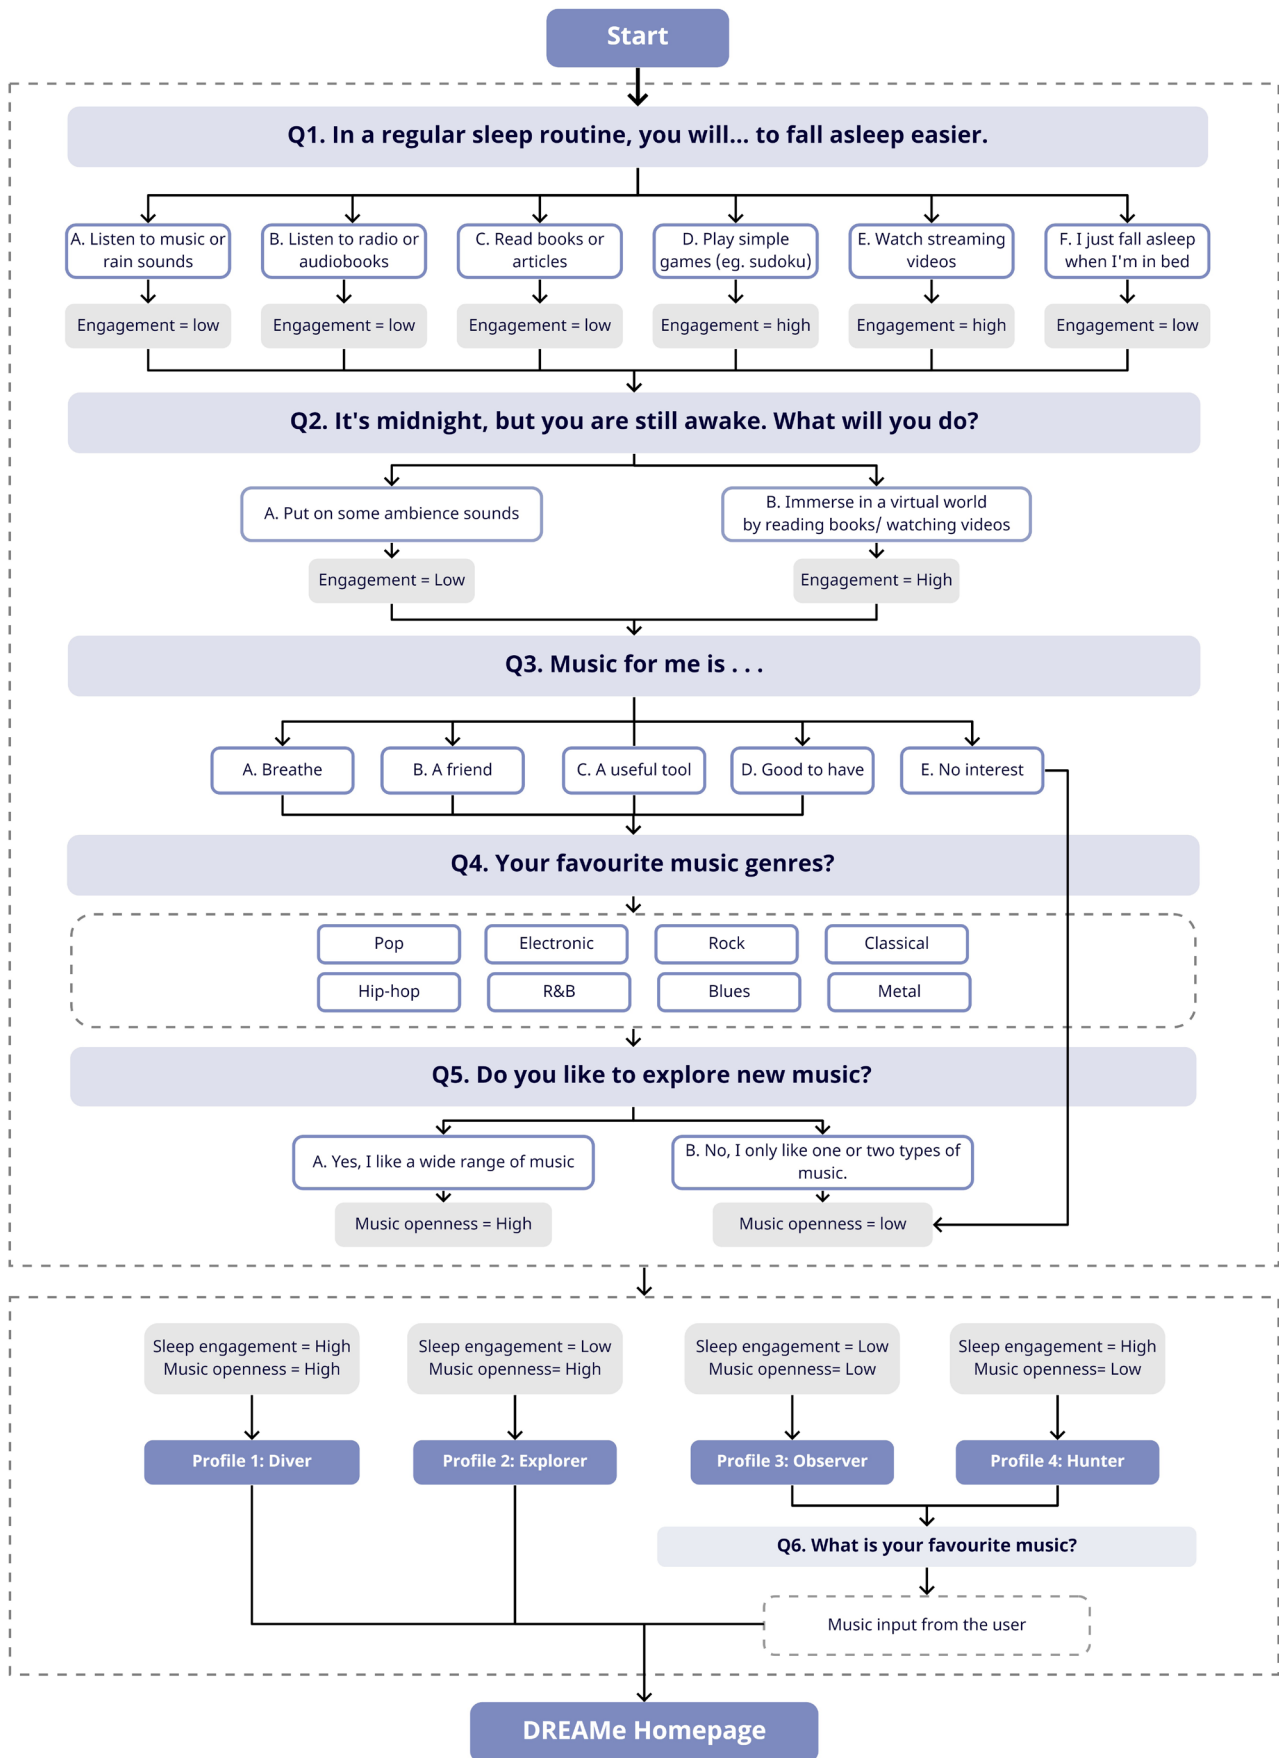 Start
Q1. In a regular sleep routine, you will... to fall asleep easier.
A. Listen to music or
rain sounds
B. Listen to radio or
audiobooks
C. Read books or
articles
D. Play simple
games (eg. sudoku)
E. Watch streaming
videos
F. I just fall asleep
when I'm in bed
Engagement = low
Engagement = low
Engagement = low
Engagement = high
Engagement = high
Engagement = low
Q2. It's midnight, but you are still awake. What will you do?
A. Put on some ambience sounds
B. Immerse in a virtual world
by reading books/ watching videos
Engagement = Low
Engagement = High
Q3. Music for me is . . .
A. Breathe
B. A friend
C. A useful tool
D. Good to have
E. No interest
Q4. Your favourite music genres?
Pop
Electronic
Rock
Classical
Hip-hop
R&B
Blues
Metal
Q5. Do you like to explore new music?
A. Yes, I like a wide range of music
B. No, I only like one or two types of
music.
Music openness = High
Music openness = low
Sleep engagement = High
Music openness = High
Sleep engagement = Low
Music openness= High
Sleep engagement = Low
Music openness= Low
Sleep engagement = High
Music openness= Low
Profile 1: Diver
Profile 2: Explorer
Profile 3: Observer
Profile 4: Hunter
Q6. What is your favourite music?
Music input from the user
DREAMe Homepage